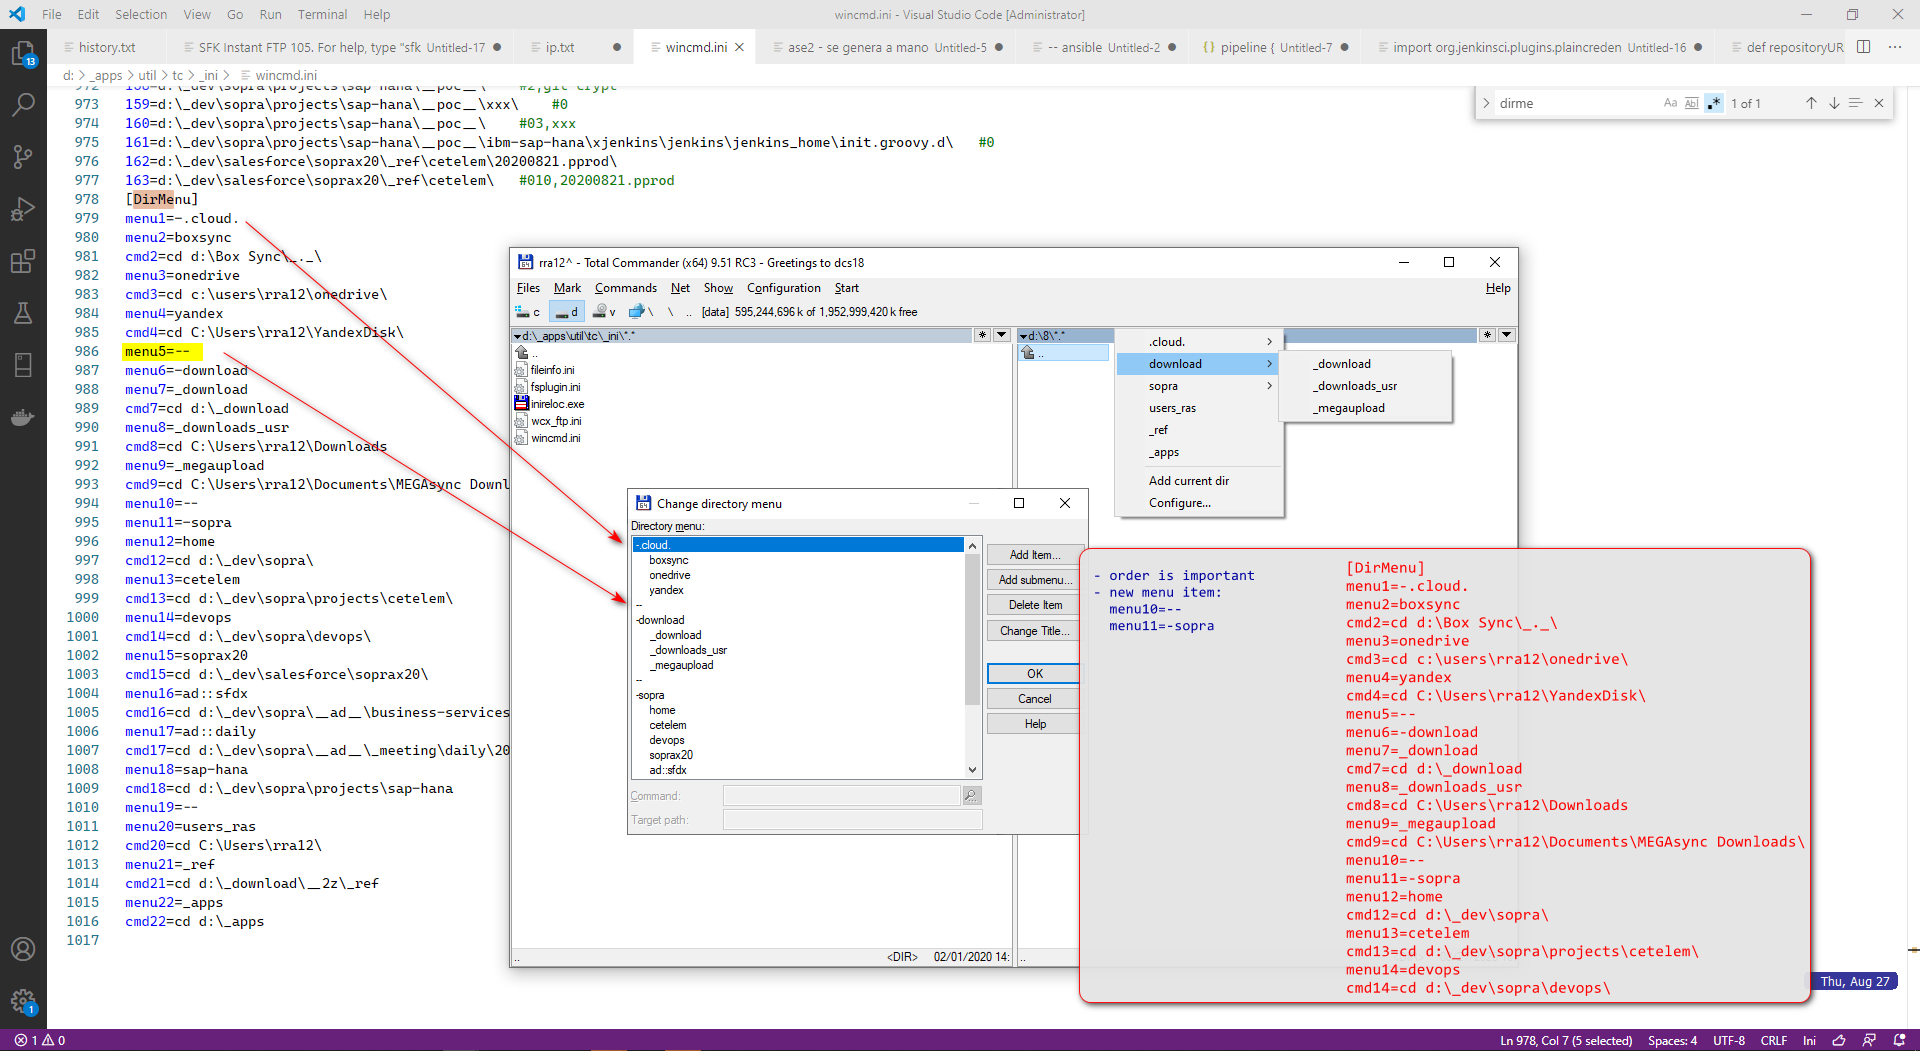 File Edit Selection View Go Run Terminal Help
wincmd.ini - Visual Studio Code [Administrator]
history.txt
SFK Instant FTP 105. For help, type "sfk Untitled-17
ip.txt
wincmd.ini
ase2 - se genera a mano Untitled-5
-- ansible Untitled-2
{} pipeline { Untitled-7
import org.jenkinsci.plugins.plaincreden Untitled-16
def repositoryUR
d: > _apps > util > tc > _ini > wincmd.ini
dirme
Aa Abl .* 1 of 1
13
972 158=d:\_dev\sopra\projects\sap-hana\__poc__\ #2,git crypt
973 159=d:\_dev\sopra\projects\sap-hana\__poc__\xxx\ #0
974 160=d:\_dev\sopra\projects\sap-hana\__poc__\ #03,xxx
975 161=d:\_dev\sopra\projects\sap-hana\__poc__\ibm-sap-hana\xjenkins\jenkins\jenkins_home\init.groovy.d\ #0
976 162=d:\_dev\salesforce\soprax20\_ref\cetelem\20200821.pprod\
977 163=d:\_dev\salesforce\soprax20\_ref\cetelem\ #010,20200821.pprod
978 [DirMenu]
979 menu1=-.cloud.
980 menu2=boxsync
981 cmd2=cd d:\Box Sync\_._\
982 menu3=onedrive
983 cmd3=cd c:\users\rra12\onedrive\
984 menu4=yandex
985 cmd4=cd C:\Users\rra12\YandexDisk\
986 menu5=--
987 menu6=-download
988 menu7=_download
989 cmd7=cd d:\_download
990 menu8=_downloads_usr
991 cmd8=cd C:\Users\rra12\Downloads
992 menu9=_megaupload
993 cmd9=cd C:\Users\rra12\Documents\MEGAsync Downl
994 menu10=--
995 menu11=-sopra
996 menu12=home
997 cmd12=cd d:\_dev\sopra\
998 menu13=cetelem
999 cmd13=cd d:\_dev\sopra\projects\cetelem\
1000 menu14=devops
1001 cmd14=cd d:\_dev\sopra\devops\
1002 menu15=soprax20
1003 cmd15=cd d:\_dev\salesforce\soprax20\
1004 menu16=ad::sfdx
1005 cmd16=cd d:\_dev\sopra\__ad__\business-services
1006 menu17=ad::daily
1007 cmd17=cd d:\_dev\sopra\__ad__\_meeting\daily\20
1008 menu18=sap-hana
1009 cmd18=cd d:\_dev\sopra\projects\sap-hana
1010 menu19=--
1011 menu20=users_ras
1012 cmd20=cd C:\Users\rra12\
1013 menu21=_ref
1014 cmd21=cd d:\_download\__2z\_ref
1015 menu22=_apps
1016 cmd22=cd d:\_apps
1017
rra12^ - Total Commander (x64) 9.51 RC3 - Greetings to dcs18
Files Mark Commands Net Show Configuration Start Help
c d v \ \ .. [data] 595,244,696 k of 1,952,999,420 k free
d:\_apps\util\tc\_ini\*.* * 
..
fileinfo.ini
fsplugin.ini
inireloc.exe
wcx_ftp.ini
wincmd.ini
.. <DIR> 02/01/2020 14:
d:\8\*.* *
..
..
.cloud.
download
sopra
users_ras
_ref
_apps
Add current dir
Configure...
_download
_downloads_usr
_megaupload
Change directory menu
Directory menu:
-.cloud.
boxsync
onedrive
yandex
--
-download
_download
_downloads_usr
_megaupload
--
-sopra
home
cetelem
devops
soprax20
ad::sfdx
Add Item...
Add submenu...
Delete Item
Change Title...
OK
Cancel
Help
Command:
Target path:
- order is important
- new menu item:
menu10=--
menu11=-sopra
[DirMenu]
menu1=-.cloud.
menu2=boxsync
cmd2=cd d:\Box Sync\_._\
menu3=onedrive
cmd3=cd c:\users\rra12\onedrive\
menu4=yandex
cmd4=cd C:\Users\rra12\YandexDisk\
menu5=--
menu6=-download
menu7=_download
cmd7=cd d:\_download
menu8=_downloads_usr
cmd8=cd C:\Users\rra12\Downloads
menu9=_megaupload
cmd9=cd C:\Users\rra12\Documents\MEGAsync Downloads\
menu10=--
menu11=-sopra
menu12=home
cmd12=cd d:\_dev\sopra\
menu13=cetelem
cmd13=cd d:\_dev\sopra\projects\cetelem\
menu14=devops
cmd14=cd d:\_dev\sopra\devops\
Thu, Aug 27
1
1 0
Ln 978, Col 7 (5 selected) Spaces: 4 UTF-8 CRLF Ini